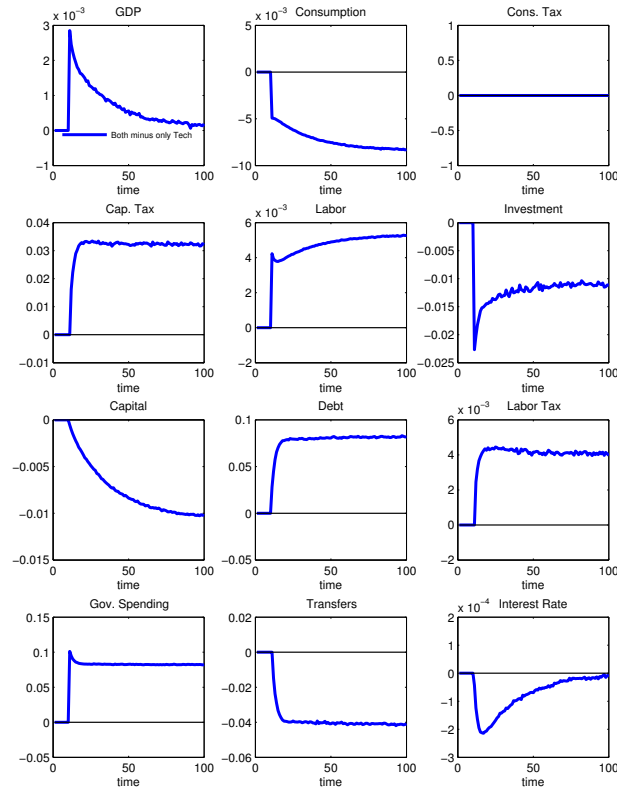 GDP
x 10⁻³
3
2
1
0
−1
0 50 100
time
Both minus only Tech
Consumption
x 10⁻³
5
0
−5
−10
0 50 100
time
Cons. Tax
1
0.5
0
−0.5
−1
0 50 100
time
Cap. Tax
0.04
0.03
0.02
0.01
0
−0.01
0 50 100
time
Labor
x 10⁻³
6
4
2
0
−2
0 50 100
time
Investment
0
−0.005
−0.01
−0.015
−0.02
−0.025
0 50 100
time
Capital
0
−0.005
−0.01
−0.015
0 50 100
time
Debt
0.1
0.05
0
−0.05
0 50 100
time
Labor Tax
x 10⁻³
6
4
2
0
−2
0 50 100
time
Gov. Spending
0.15
0.1
0.05
0
−0.05
0 50 100
time
Transfers
0.02
0
−0.02
−0.04
−0.06
0 50 100
time
Interest Rate
x 10⁻⁴
2
1
0
−1
−2
−3
0 50 100
time